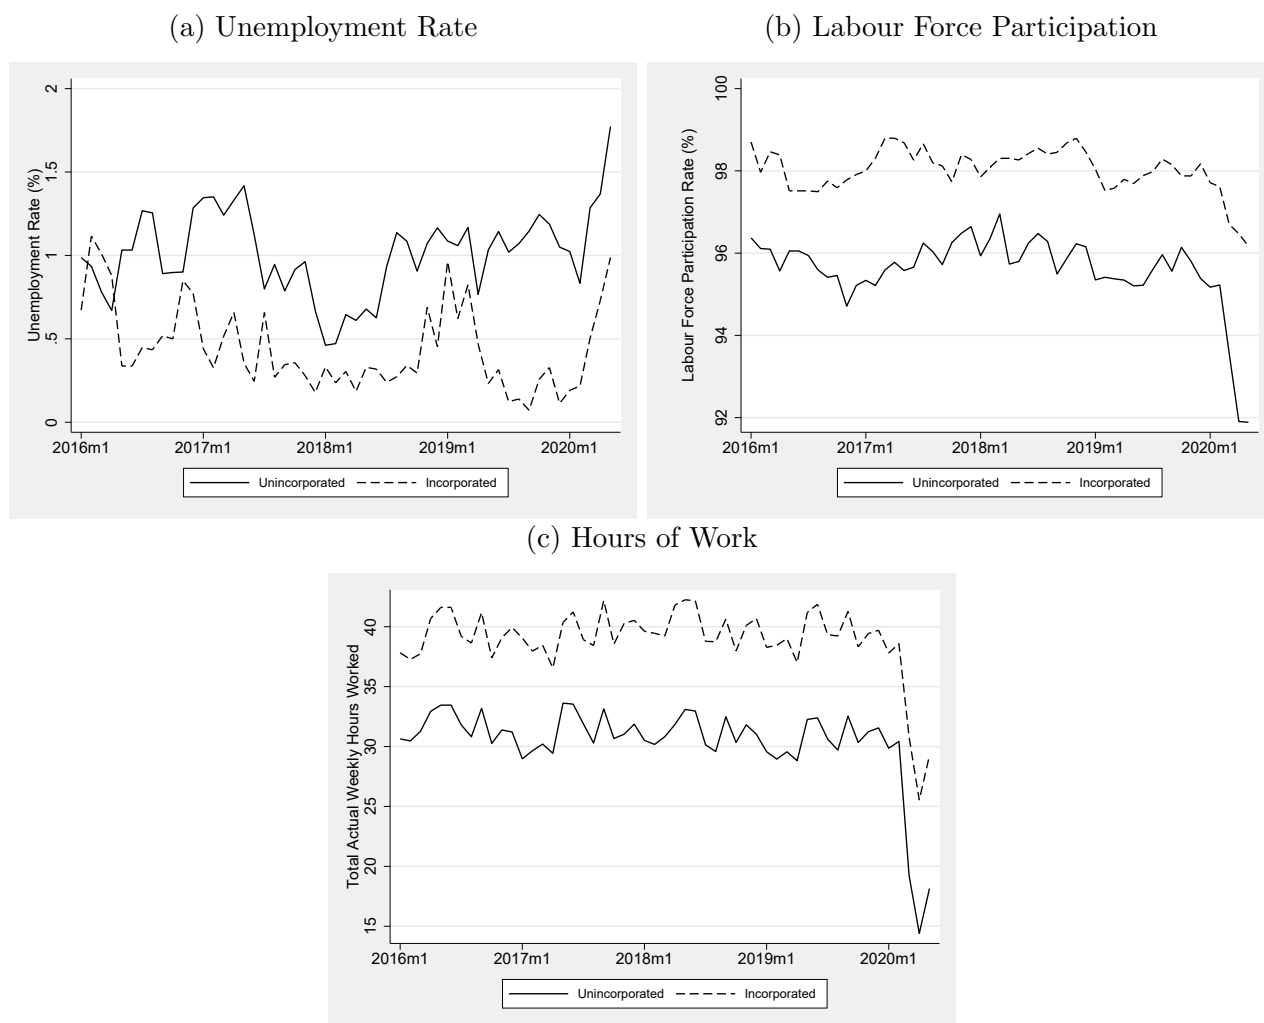 (a) Unemployment Rate
Unemployment Rate (%)
2
1.5
1
.5
0
2016m1 2017m1 2018m1 2019m1 2020m1
Unincorporated Incorporated
(b) Labour Force Participation
Labour Force Participation Rate (%)
100
98
96
94
92
2016m1 2017m1 2018m1 2019m1 2020m1
Unincorporated Incorporated
(c) Hours of Work
Total Actual Weekly Hours Worked
40
35
30
25
20
15
2016m1 2017m1 2018m1 2019m1 2020m1
Unincorporated Incorporated